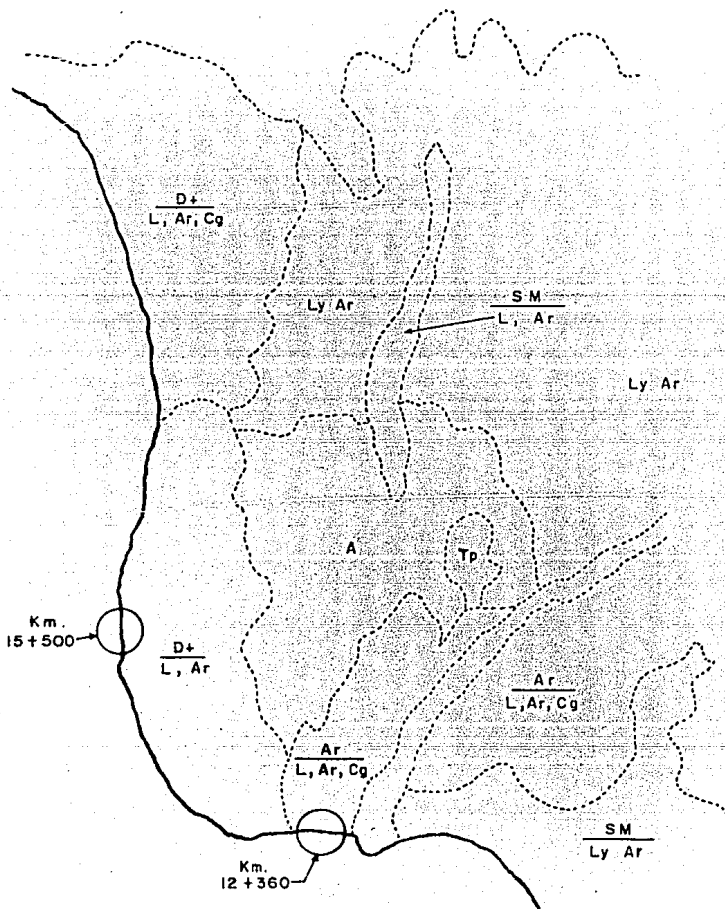 D+
L, Ar, Cg
Ly Ar
SM
L, Ar
Ly Ar
A
Tp
Km.
15+500
D+
L, Ar
Ar
L, Ar, Cg
Ar
L, Ar, Cg
SM
Ly Ar
Km.
12+360